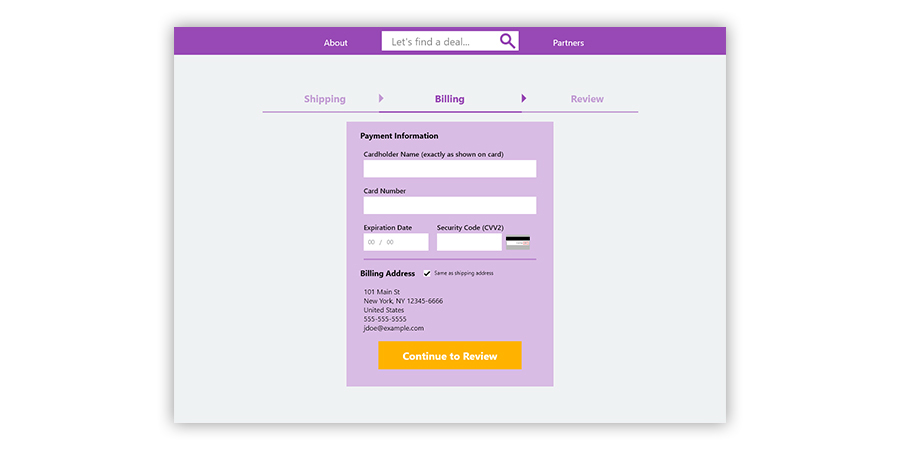 About Let's find a deal... Partners
Shipping Billing Review
Payment Information
Cardholder Name (exactly as shown on card)
Card Number
Expiration Date Security Code (CVV2)
00 / 00
Billing Address Same as shipping address
101 Main St
New York, NY 12345-6666
United States
555-555-5555
jdoe@example.com
Continue to Review